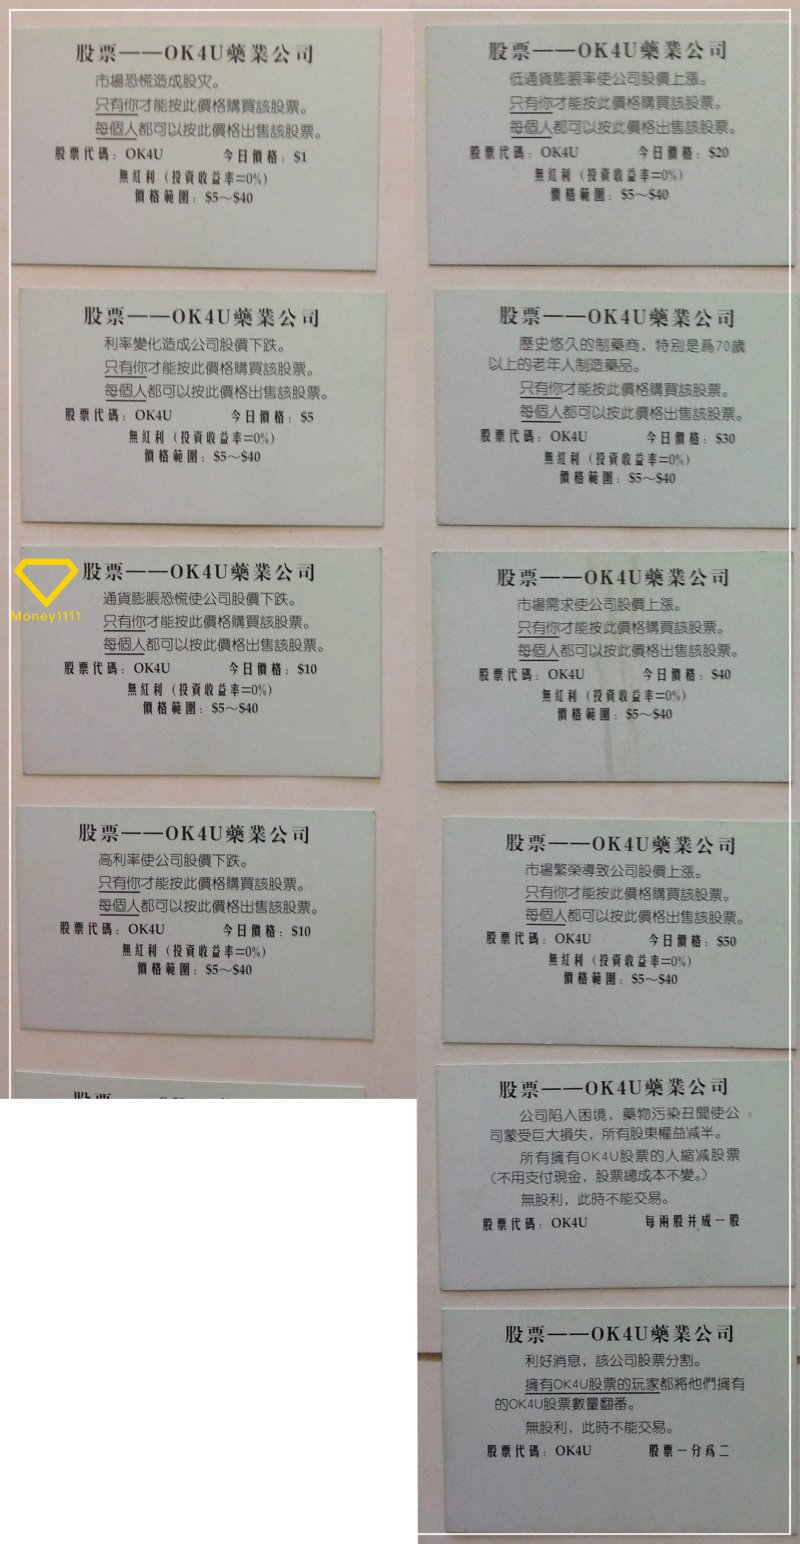 股票——OK4U藥業公司
市場恐慌造成股灾。
只有你才能按此價格購買該股票。
每個人都可以按此價格出售該股票。
股票代碼：OK4U 今日價格：$1
無紅利（投資收益率=0%）
價格範圍：$5～$40
股票——OK4U藥業公司
利率變化造成公司股價下跌。
只有你才能按此價格購買該股票。
每個人都可以按此價格出售該股票。
股票代碼：OK4U 今日價格：$5
無紅利（投資收益率=0%）
價格範圍：$5～$40
Money1111
股票——OK4U藥業公司
通貨膨脹恐慌使公司股價下跌。
只有你才能按此價格購買該股票。
每個人都可以按此價格出售該股票。
股票代碼：OK4U 今日價格：$10
無紅利（投資收益率=0%）
價格範圍：$5～$40
股票——OK4U藥業公司
高利率使公司股價下跌。
只有你才能按此價格購買該股票。
每個人都可以按此價格出售該股票。
股票代碼：OK4U 今日價格：$10
無紅利（投資收益率=0%）
價格範圍：$5～$40
股票——OK4U藥業公司
低通貨膨脹率使公司股價上漲。
只有你才能按此價格購買該股票。
每個人都可以按此價格出售該股票。
股票代碼：OK4U 今日價格：$20
無紅利（投資收益率=0%）
價格範圍：$5～$40
股票——OK4U藥業公司
歷史悠久的制藥商，特别是爲70歲
以上的老年人制造藥品。
只有你才能按此價格購買該股票。
每個人都可以按此價格出售該股票。
股票代碼：OK4U 今日價格：$30
無紅利（投資收益率=0%）
價格範圍：$5～$40
股票——OK4U藥業公司
市場需求使公司股價上漲。
只有你才能按此價格購買該股票。
每個人都可以按此價格出售該股票。
股票代碼：OK4U 今日價格：$40
無紅利（投資收益率=0%）
價格範圍：$5～$40
股票——OK4U藥業公司
市場繁榮導致公司股價上漲。
只有你才能按此價格購買該股票。
每個人都可以按此價格出售該股票。
股票代碼：OK4U 今日價格：$50
無紅利（投資收益率=0%）
價格範圍：$5～$40
股票——OK4U藥業公司
公司陷入困境，藥物污染丑聞使公
司蒙受巨大損失，所有股東權益减半。
所有擁有OK4U股票的人縮减股票
（不用支付現金，股票總成本不變。）
無股利，此時不能交易。
股票代碼：OK4U 每兩股并成一股
股票——OK4U藥業公司
利好消息，該公司股票分割。
擁有OK4U股票的玩家都將他們擁有
的OK4U股票數量翻番。
無股利，此時不能交易。
股票代碼：OK4U 股票一分爲二